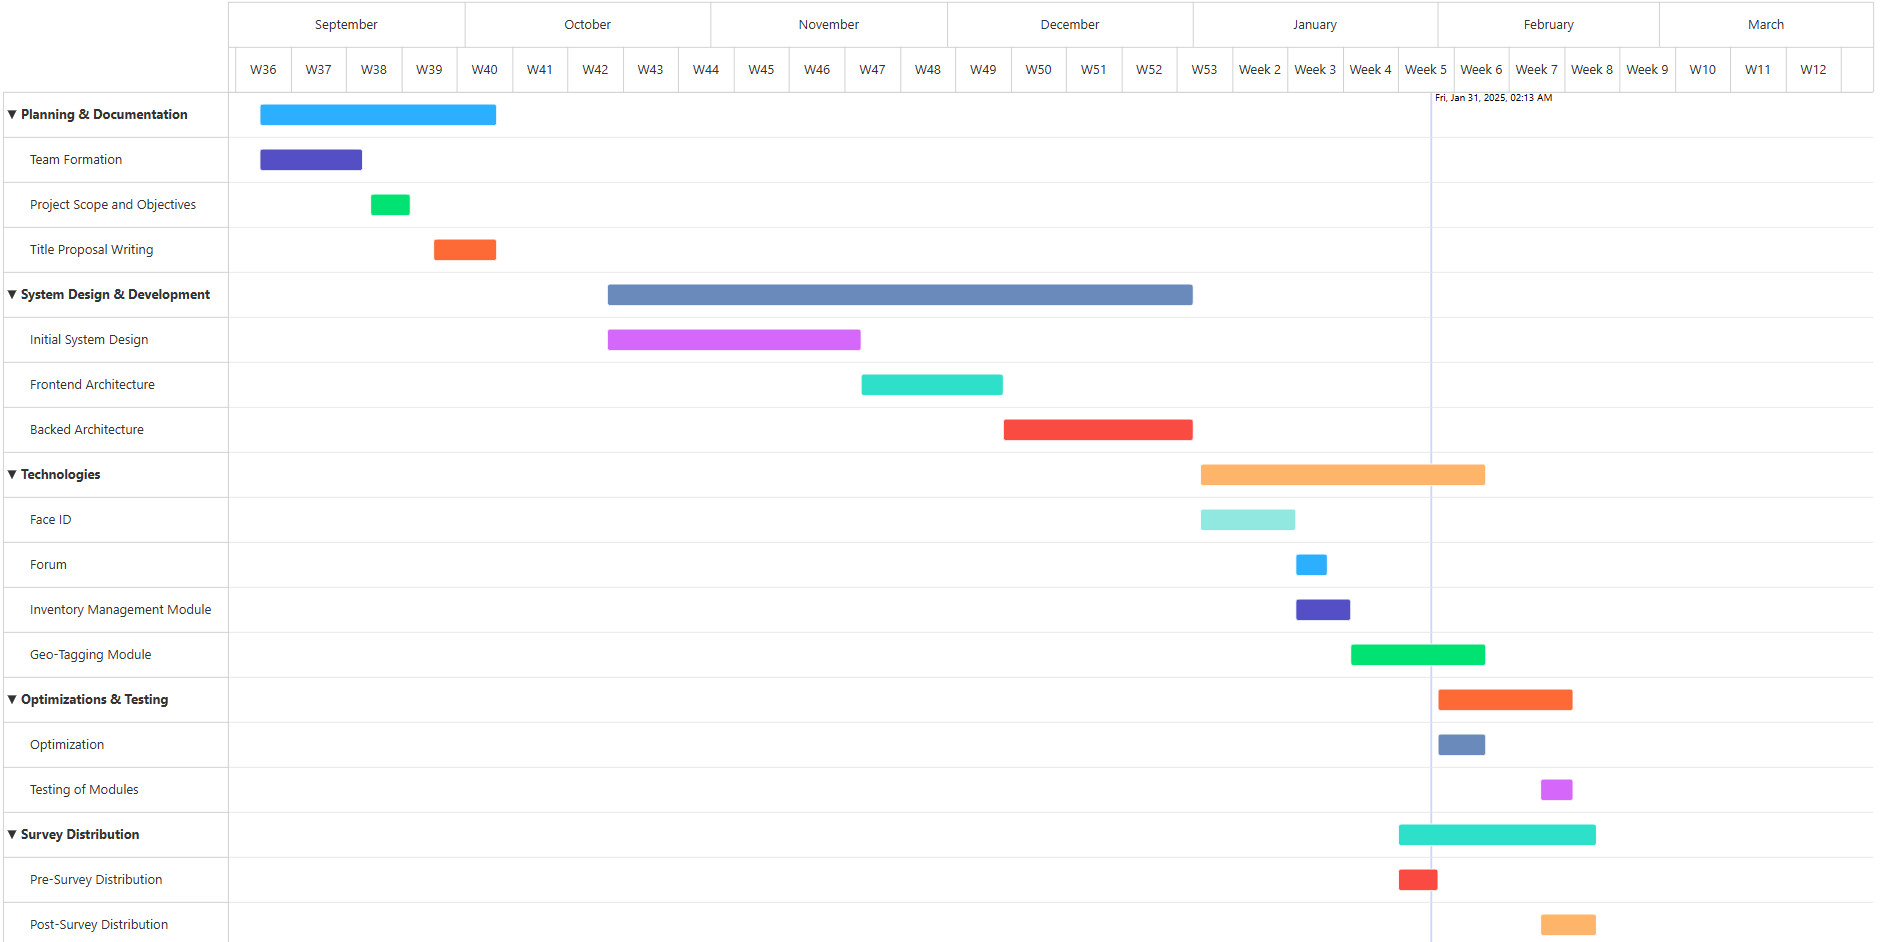 September October November December January February March
W36 W37 W38 W39 W40 W41 W42 W43 W44 W45 W46 W47 W48 W49 W50 W51 W52 W53 Week 2 Week 3 Week 4 Week 5 Week 6 Week 7 Week 8 Week 9 W10 W11 W12
Fri, Jan 31, 2025, 02:13 AM
▼ Planning & Documentation
Team Formation
Project Scope and Objectives
Title Proposal Writing
▼ System Design & Development
Initial System Design
Frontend Architecture
Backed Architecture
▼ Technologies
Face ID
Forum
Inventory Management Module
Geo-Tagging Module
▼ Optimizations & Testing
Optimization
Testing of Modules
▼ Survey Distribution
Pre-Survey Distribution
Post-Survey Distribution